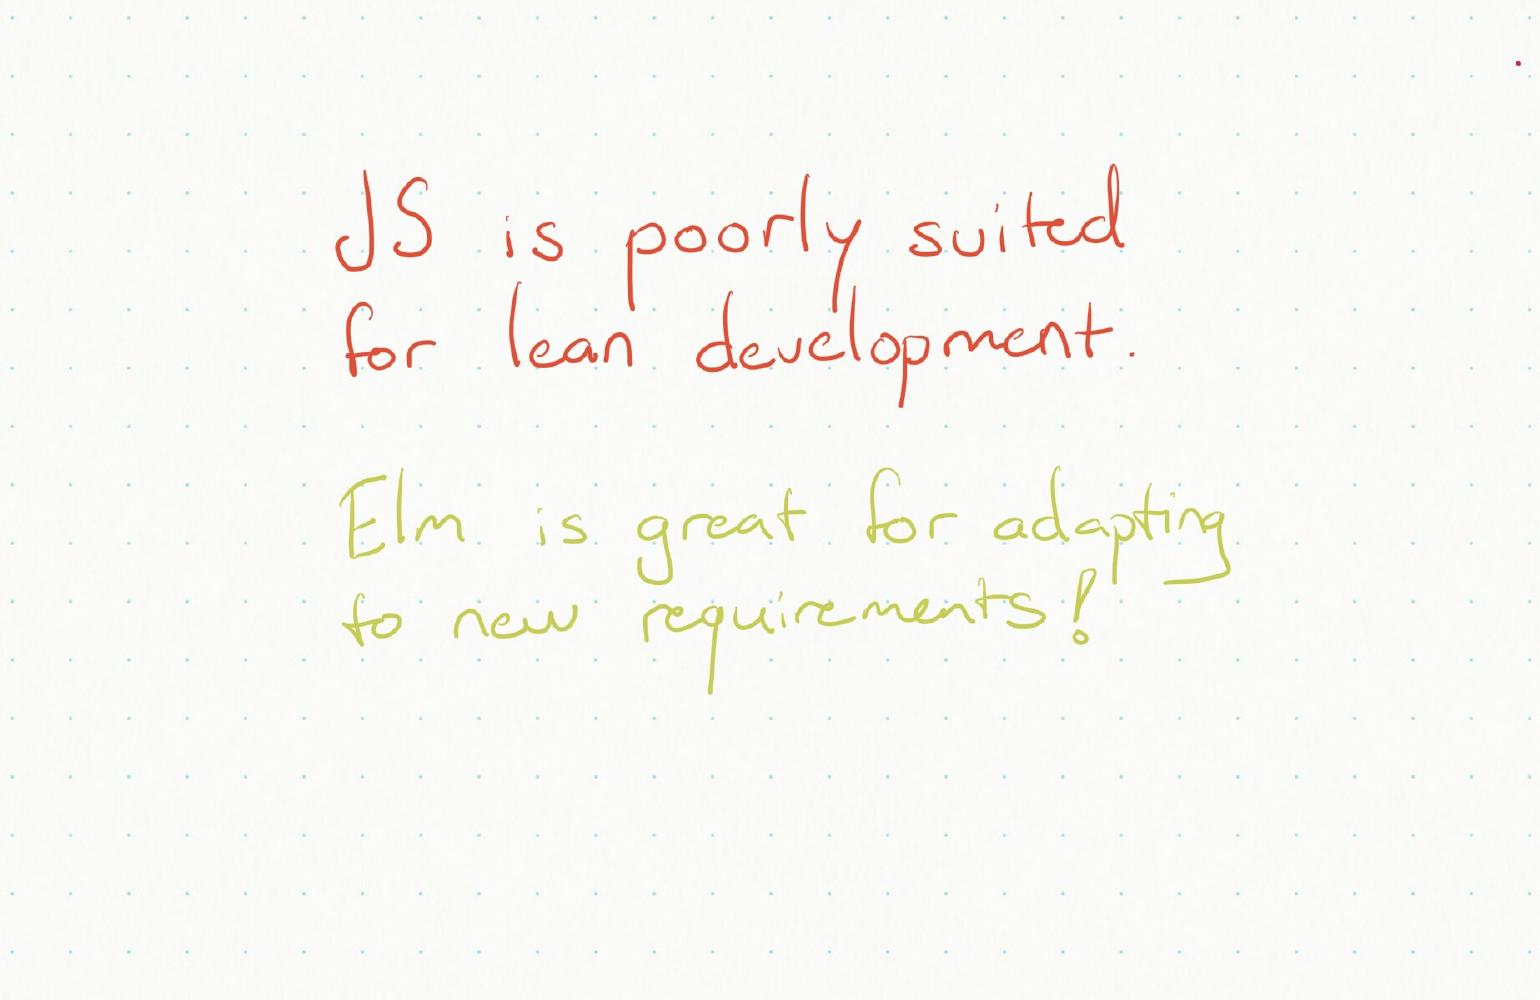 JS is poorly suited
for lean development.
Elm is great for adapting
to new requirements!